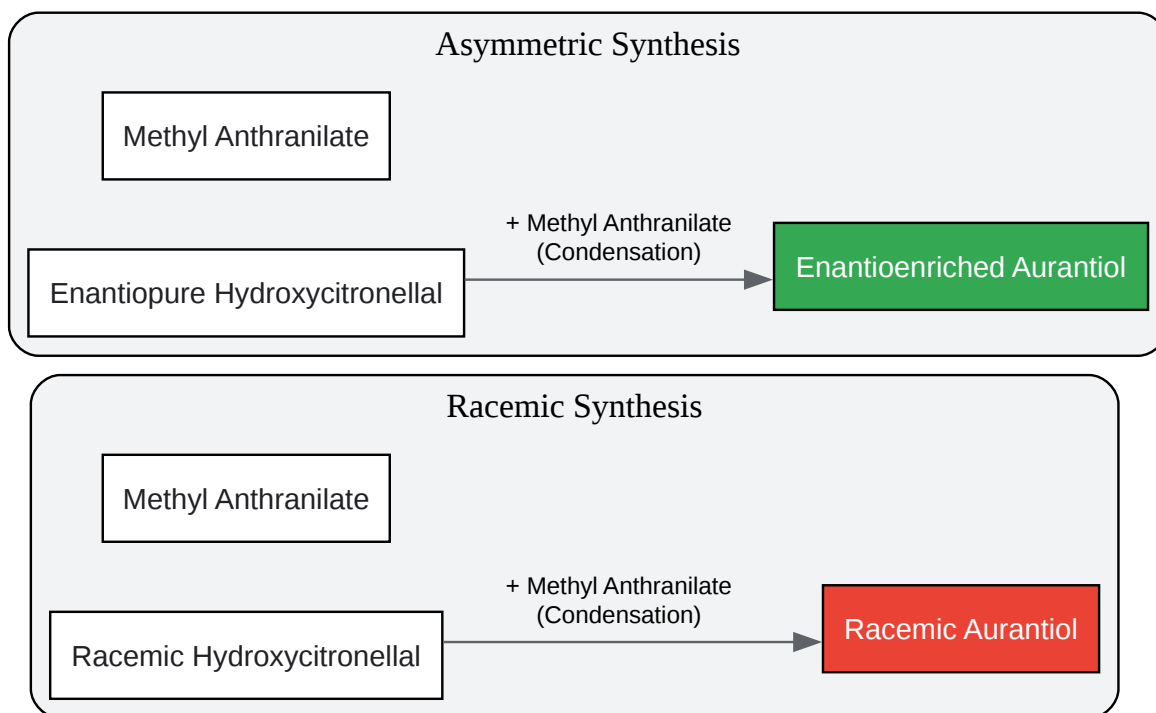 Asymmetric Synthesis
Methyl Anthranilate
+ Methyl Anthranilate
(Condensation)
Enantiopure Hydroxycitronellal
Enantioenriched Aurantiol
Racemic Synthesis
Methyl Anthranilate
+ Methyl Anthranilate
(Condensation)
Racemic Hydroxycitronellal
Racemic Aurantiol